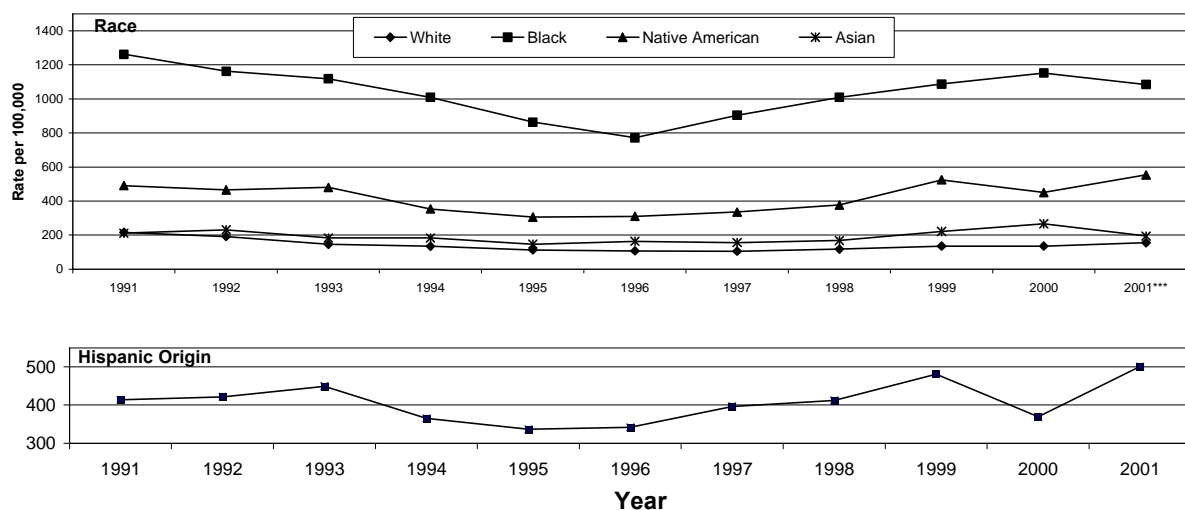 Race
White Black Native American Asian
Rate per 100,000
1400
1200
1000
800
600
400
200
0
1991 1992 1993 1994 1995 1996 1997 1998 1999 2000 2001***
Hispanic Origin
500
400
300
1991 1992 1993 1994 1995 1996 1997 1998 1999 2000 2001
Year